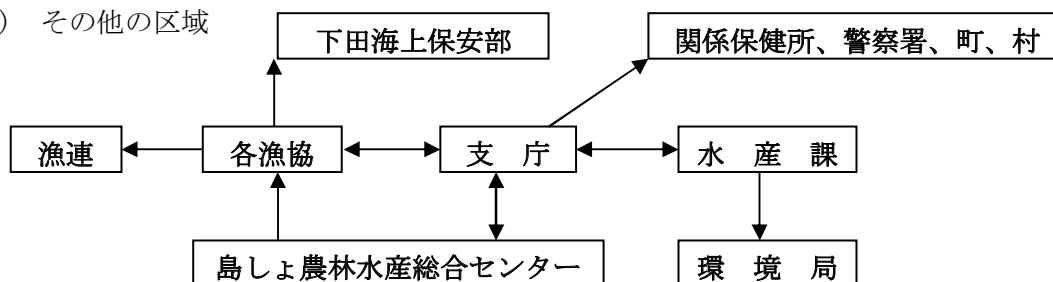 ) その他の区域
下田海上保安部
関係保健所、警察署、町、村
漁連
各漁協
支 庁
水 産 課
島しょ農林水産総合センター
環 境 局